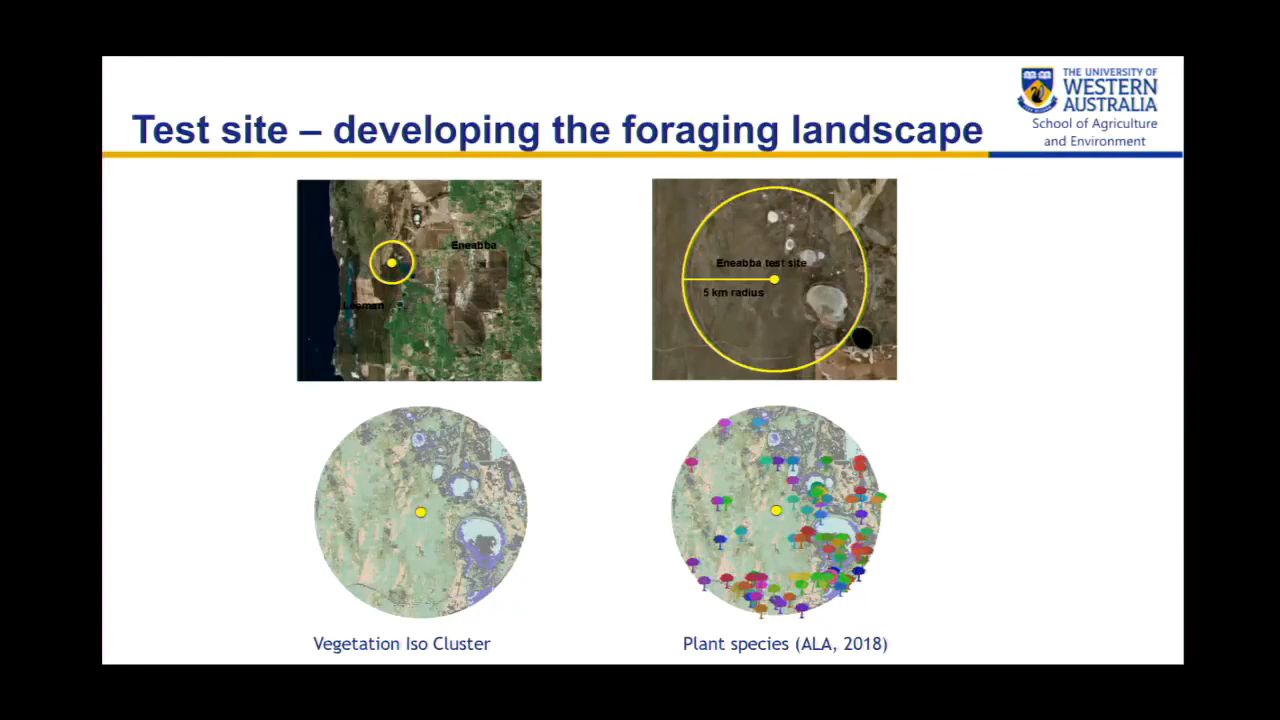 THE UNIVERSITY OF
WESTERN
AUSTRALIA
School of Agriculture
and Environment
Test site – developing the foraging landscape
Eneabba
Leeman
Eneabba test site
5 km radius
Vegetation Iso Cluster
Plant species (ALA, 2018)